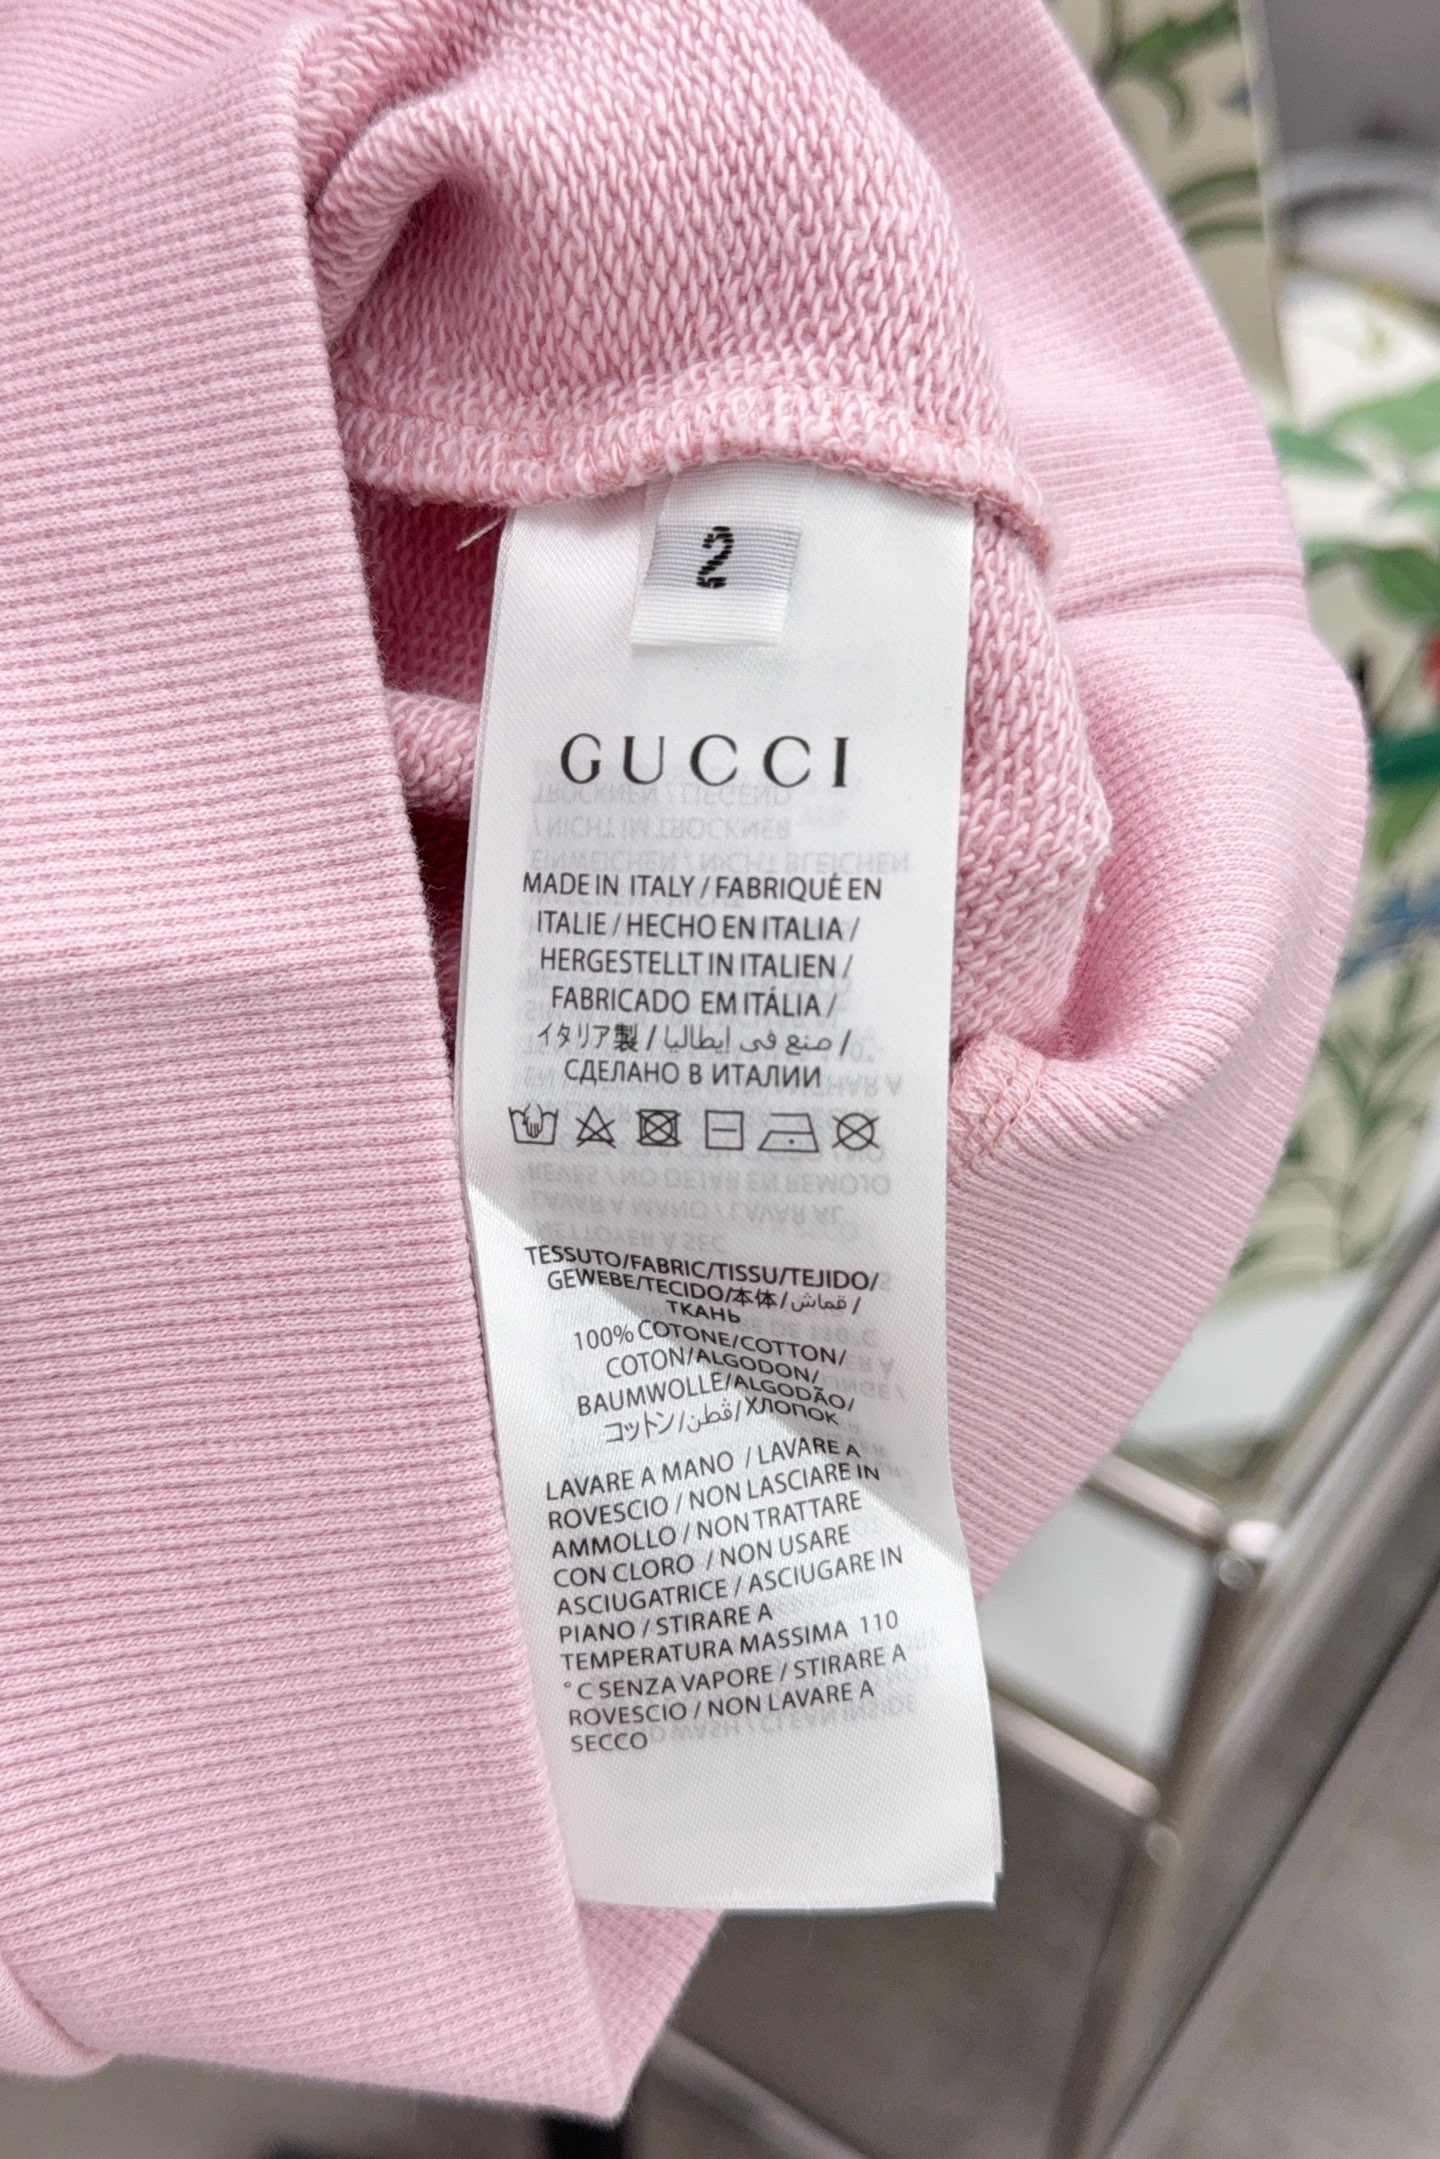 2
GUCCI
MADE IN ITALY / FABRIQUÉ EN
ITALIE / HECHO EN ITALIA /
HERGESTELLT IN ITALIEN /
FABRICADO EM ITÁLIA /
イタリア製 / صنع في إيطاليا /
СДЕЛАНО В ИТАЛИИ
TESSUTO/FABRIC/TISSU/TEJIDO/
GEWEBE/TECIDO/本体/قماش /
ТКАНЬ
100% COTONE/COTTON/
COTON/ALGODON/
BAUMWOLLE/ALGODÃO/
コットン/قطن/ХЛОПОК
LAVARE A MANO / LAVARE A
ROVESCIO / NON LASCIARE IN
AMMOLLO / NON TRATTARE
CON CLORO / NON USARE
ASCIUGATRICE / ASCIUGARE IN
PIANO / STIRARE A
TEMPERATURA MASSIMA 110
°C SENZA VAPORE / STIRARE A
ROVESCIO / NON LAVARE A
SECCO